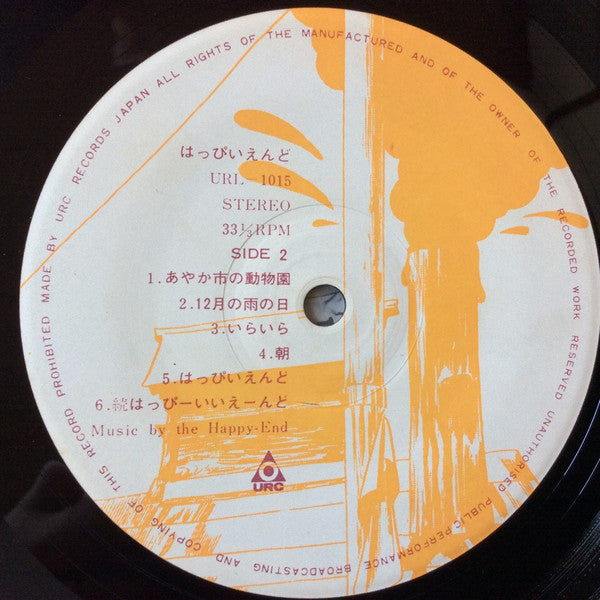 はっぴいえんど
URL-1015
STEREO
33⅓RPM
SIDE 2
1.あやか市の動物園
2.12月の雨の日
3.いらいら
4.朝
5.はっぴいえんど
6.続はっぴーいいえーんど
Music by the Happy-End
URC
MADE BY URC RECORDS JAPAN ALL RIGHTS OF THE MANUFACTURED AND OF THE OWNER OF THE RECORDED WORK RESERVED UNAUTHORISED PUBLIC PERFORMANCE BROADCASTING AND COPYING OF THIS RECORD PROHIBITED